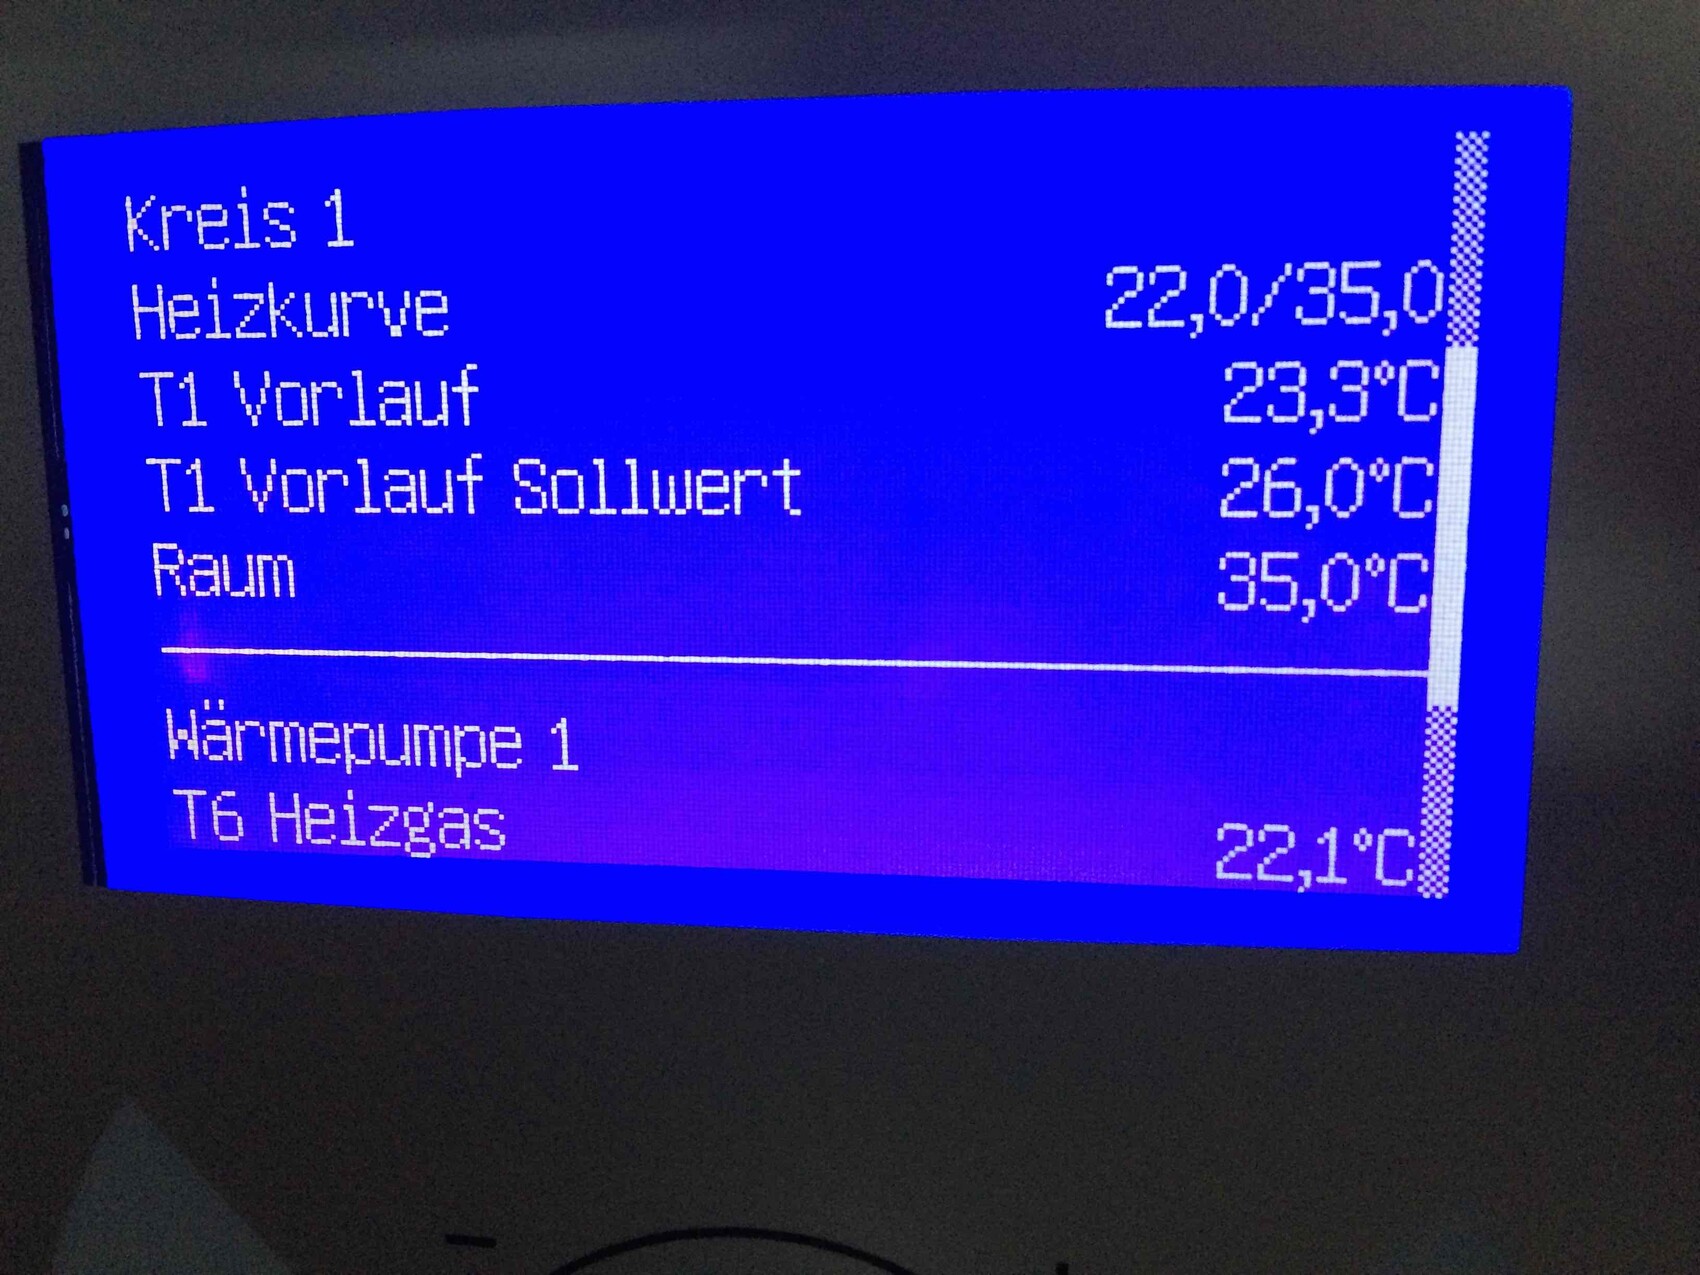 Kreis 1
Heizkurve 22,0/35,0
T1 Vorlauf 23,3°C
T1 Vorlauf Sollwert 26,0°C
Raum 35,0°C
Wärmepumpe 1
T6 Heizgas 22,1°C